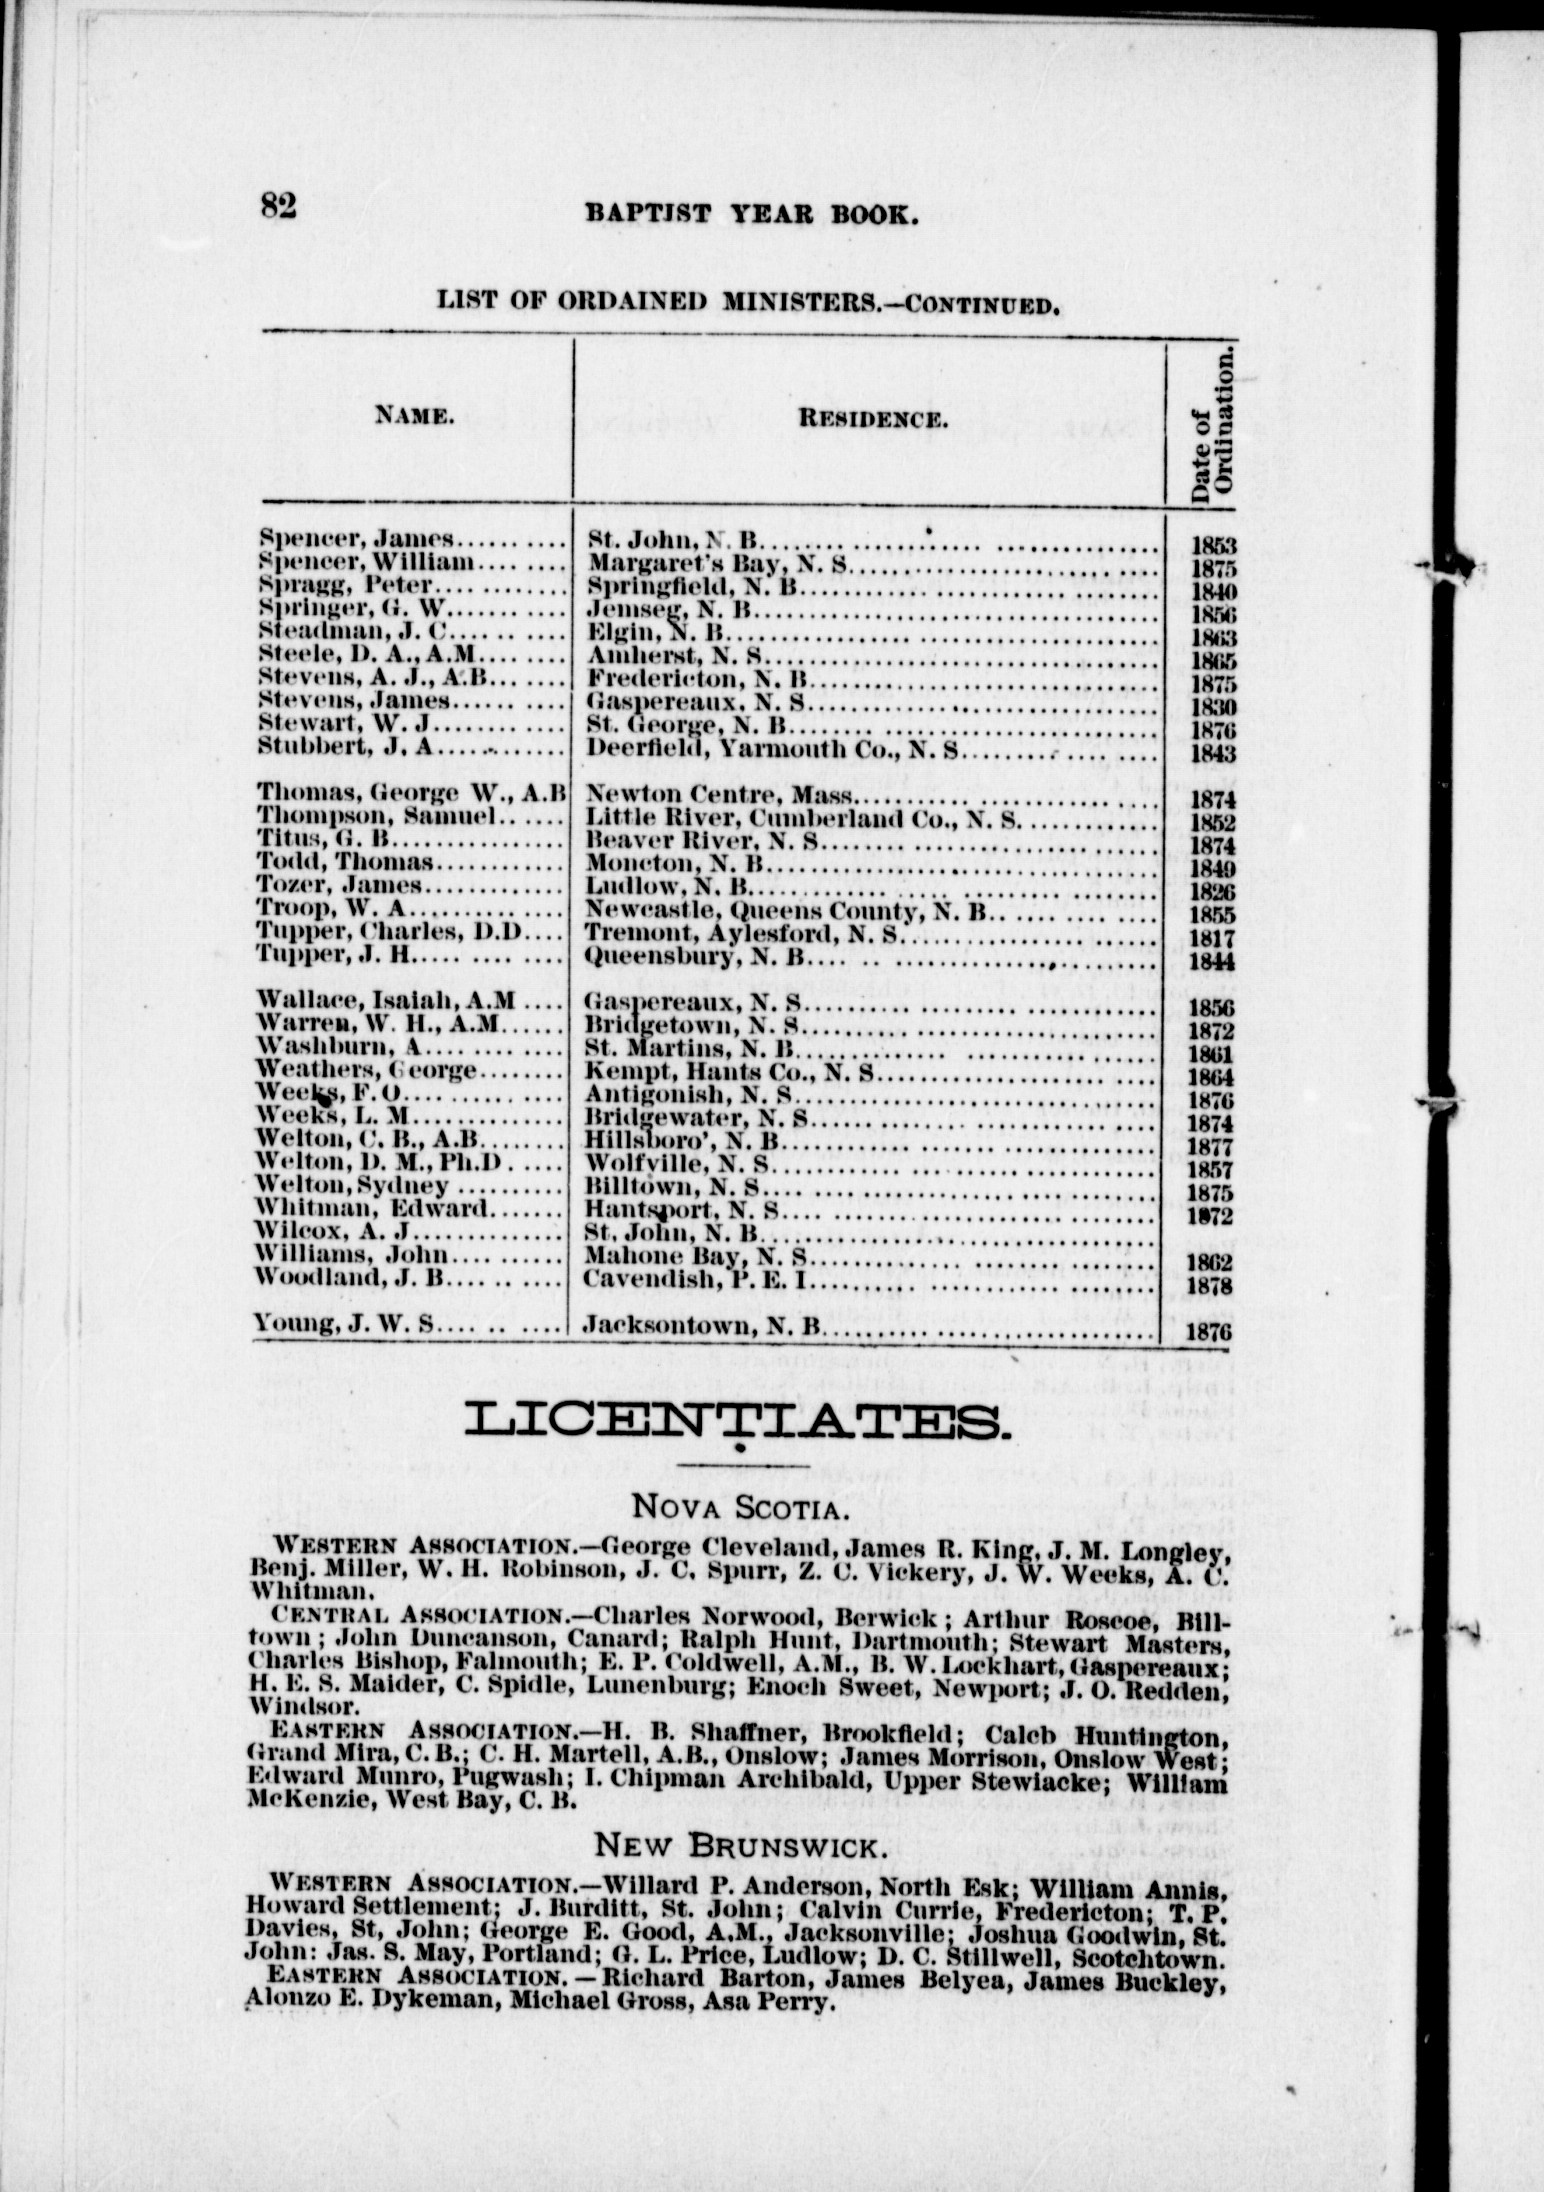 82 BAPTIST YEAR BOOK.
LIST OF ORDAINED MINISTERS.—CONTINUED.
NAME. RESIDENCE. Date of Ordination.
Spencer, James........... St. John, N. B.................................... 1853
Spencer, William......... Margaret's Bay, N. S............................ 1875
Spragg, Peter............ Springfield, N. B................................ 1840
Springer, G. W........... Jemseg, N. B.................................... 1856
Steadman, J. C........... Elgin, N. B...................................... 1863
Steele, D. A., A.M......... Amherst, N. S................................... 1865
Stevens, A. J., A.B....... Fredericton, N. B................................ 1875
Stevens, James.......... Gaspereaux. N. S................................ 1830
Stewart, W. J............ St. George, N. B.................................. 1876
Stubbert, J. A............ Deerfield, Yarmouth Co., N. S.................. 1843
Thomas, George W., A.B Newton Centre, Mass............................ 1874
Thompson, Samuel...... Little River, Cumberland Co., N. S............. 1852
Titus, G. B................ Beaver River, N. S............................... 1874
Todd, Thomas............ Moncton, N. B................................... 1849
Tozer, James............. Ludlow, N. B..................................... 1826
Troop, W. A.............. Newcastle, Queens County, N. B............... 1855
Tupper, Charles, D.D.... Tremont, Aylesford, N. S....................... 1817
Tupper, J. H.............. Queensbury, N. B................................ 1844
Wallace, Isaiah, A.M .... Gaspereaux, N. S................................ 1856
Warren, W. H., A.M...... Bridgetown, N. S................................ 1872
Washburn, A............. St. Martins, N. B................................. 1861
Weathers, George........ Kempt, Hants Co., N. S......................... 1864
Weeks, F. O.............. Antigonish, N. S................................. 1876
Weeks, L. M.............. Bridgewater, N. S............................... 1874
Welton, C. B., A.B........ Hillsboro', N. B.................................. 1877
Welton, D. M., Ph.D ...... Wolfville, N. S................................... 1857
Welton, Sydney .......... Billtown, N. S.................................... 1875
Whitman, Edward....... Hantsport, N. S.................................. 1872
Wilcox, A. J.............. St. John, N. B....................................
Williams, John........... Mahone Bay, N. S............................... 1862
Woodland, J. B........... Cavendish, P. E. I............................... 1878
Young, J. W. S............ Jacksontown, N. B............................... 1876
LICENTIATES.
NOVA SCOTIA.
WESTERN ASSOCIATION.—George Cleveland, James R. King, J. M. Longley,
Benj. Miller, W. H. Robinson, J. C. Spurr, Z. C. Vickery, J. W. Weeks, A. C.
Whitman.
CENTRAL ASSOCIATION.—Charles Norwood, Berwick ; Arthur Roscoe, Bill-
town ; John Duncanson, Canard; Ralph Hunt, Dartmouth; Stewart Masters,
Charles Bishop, Falmouth; E. P. Coldwell, A.M., B. W. Lockhart, Gaspereaux;
H. E. S. Maider, C. Spidle, Lunenburg; Enoch Sweet, Newport; J. O. Redden,
Windsor.
EASTERN ASSOCIATION.—H. B. Shaffner, Brookfield; Caleb Huntington,
Grand Mira, C. B.; C. H. Martell, A.B., Onslow; James Morrison, Onslow West;
Edward Munro, Pugwash; I. Chipman Archibald, Upper Stewiacke; William
McKenzie, West Bay, C. B.
NEW BRUNSWICK.
WESTERN ASSOCIATION.—Willard P. Anderson, North Esk; William Annis,
Howard Settlement; J. Burditt, St. John; Calvin Currie, Fredericton; T. P.
Davies, St, John; George E. Good, A.M., Jacksonville; Joshua Goodwin, St.
John: Jas. S. May, Portland; G. L. Price, Ludlow; D. C. Stillwell, Scotchtown.
EASTERN ASSOCIATION. — Richard Barton, James Belyea, James Buckley,
Alonzo E. Dykeman, Michael Gross, Asa Perry.